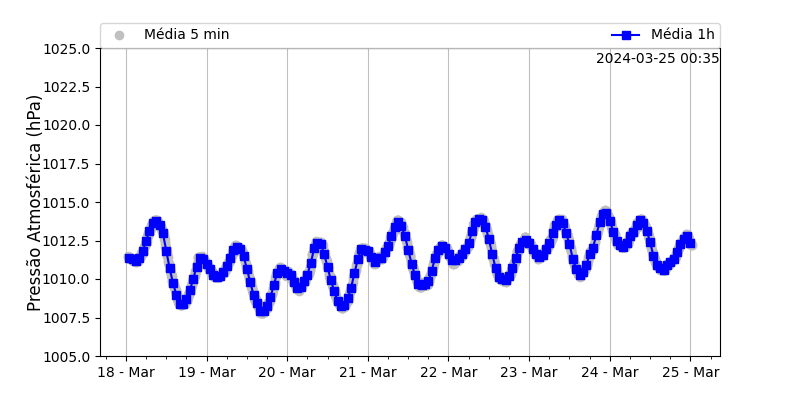 Média 5 min
Média 1h
2024-03-25 00:35
Pressão Atmosférica (hPa)
1025.0
1022.5
1020.0
1017.5
1015.0
1012.5
1010.0
1007.5
1005.0
18 - Mar
19 - Mar
20 - Mar
21 - Mar
22 - Mar
23 - Mar
24 - Mar
25 - Mar